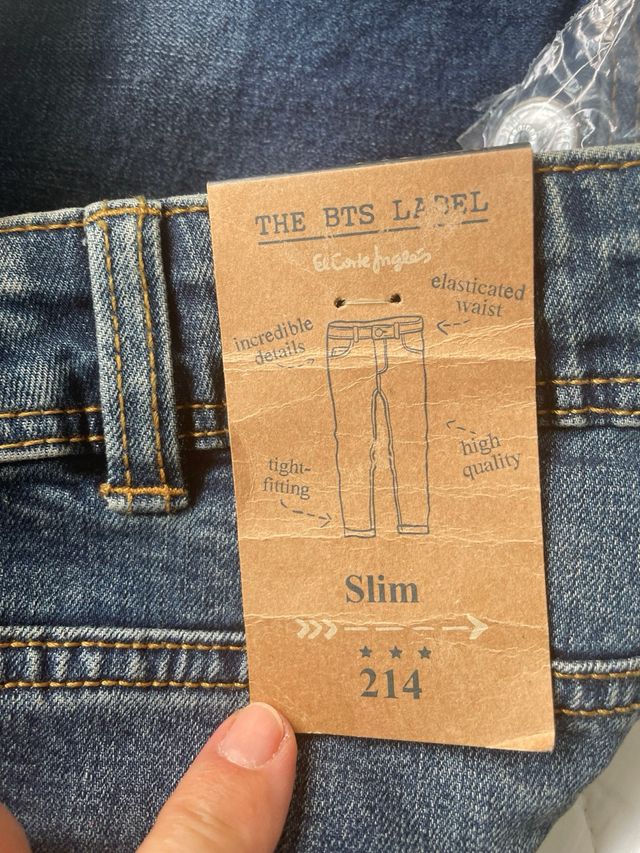 THE BTS LABEL
El Corte Inglés
elasticated
waist
incredible
details
high
quality
tight-
fitting
Slim
214